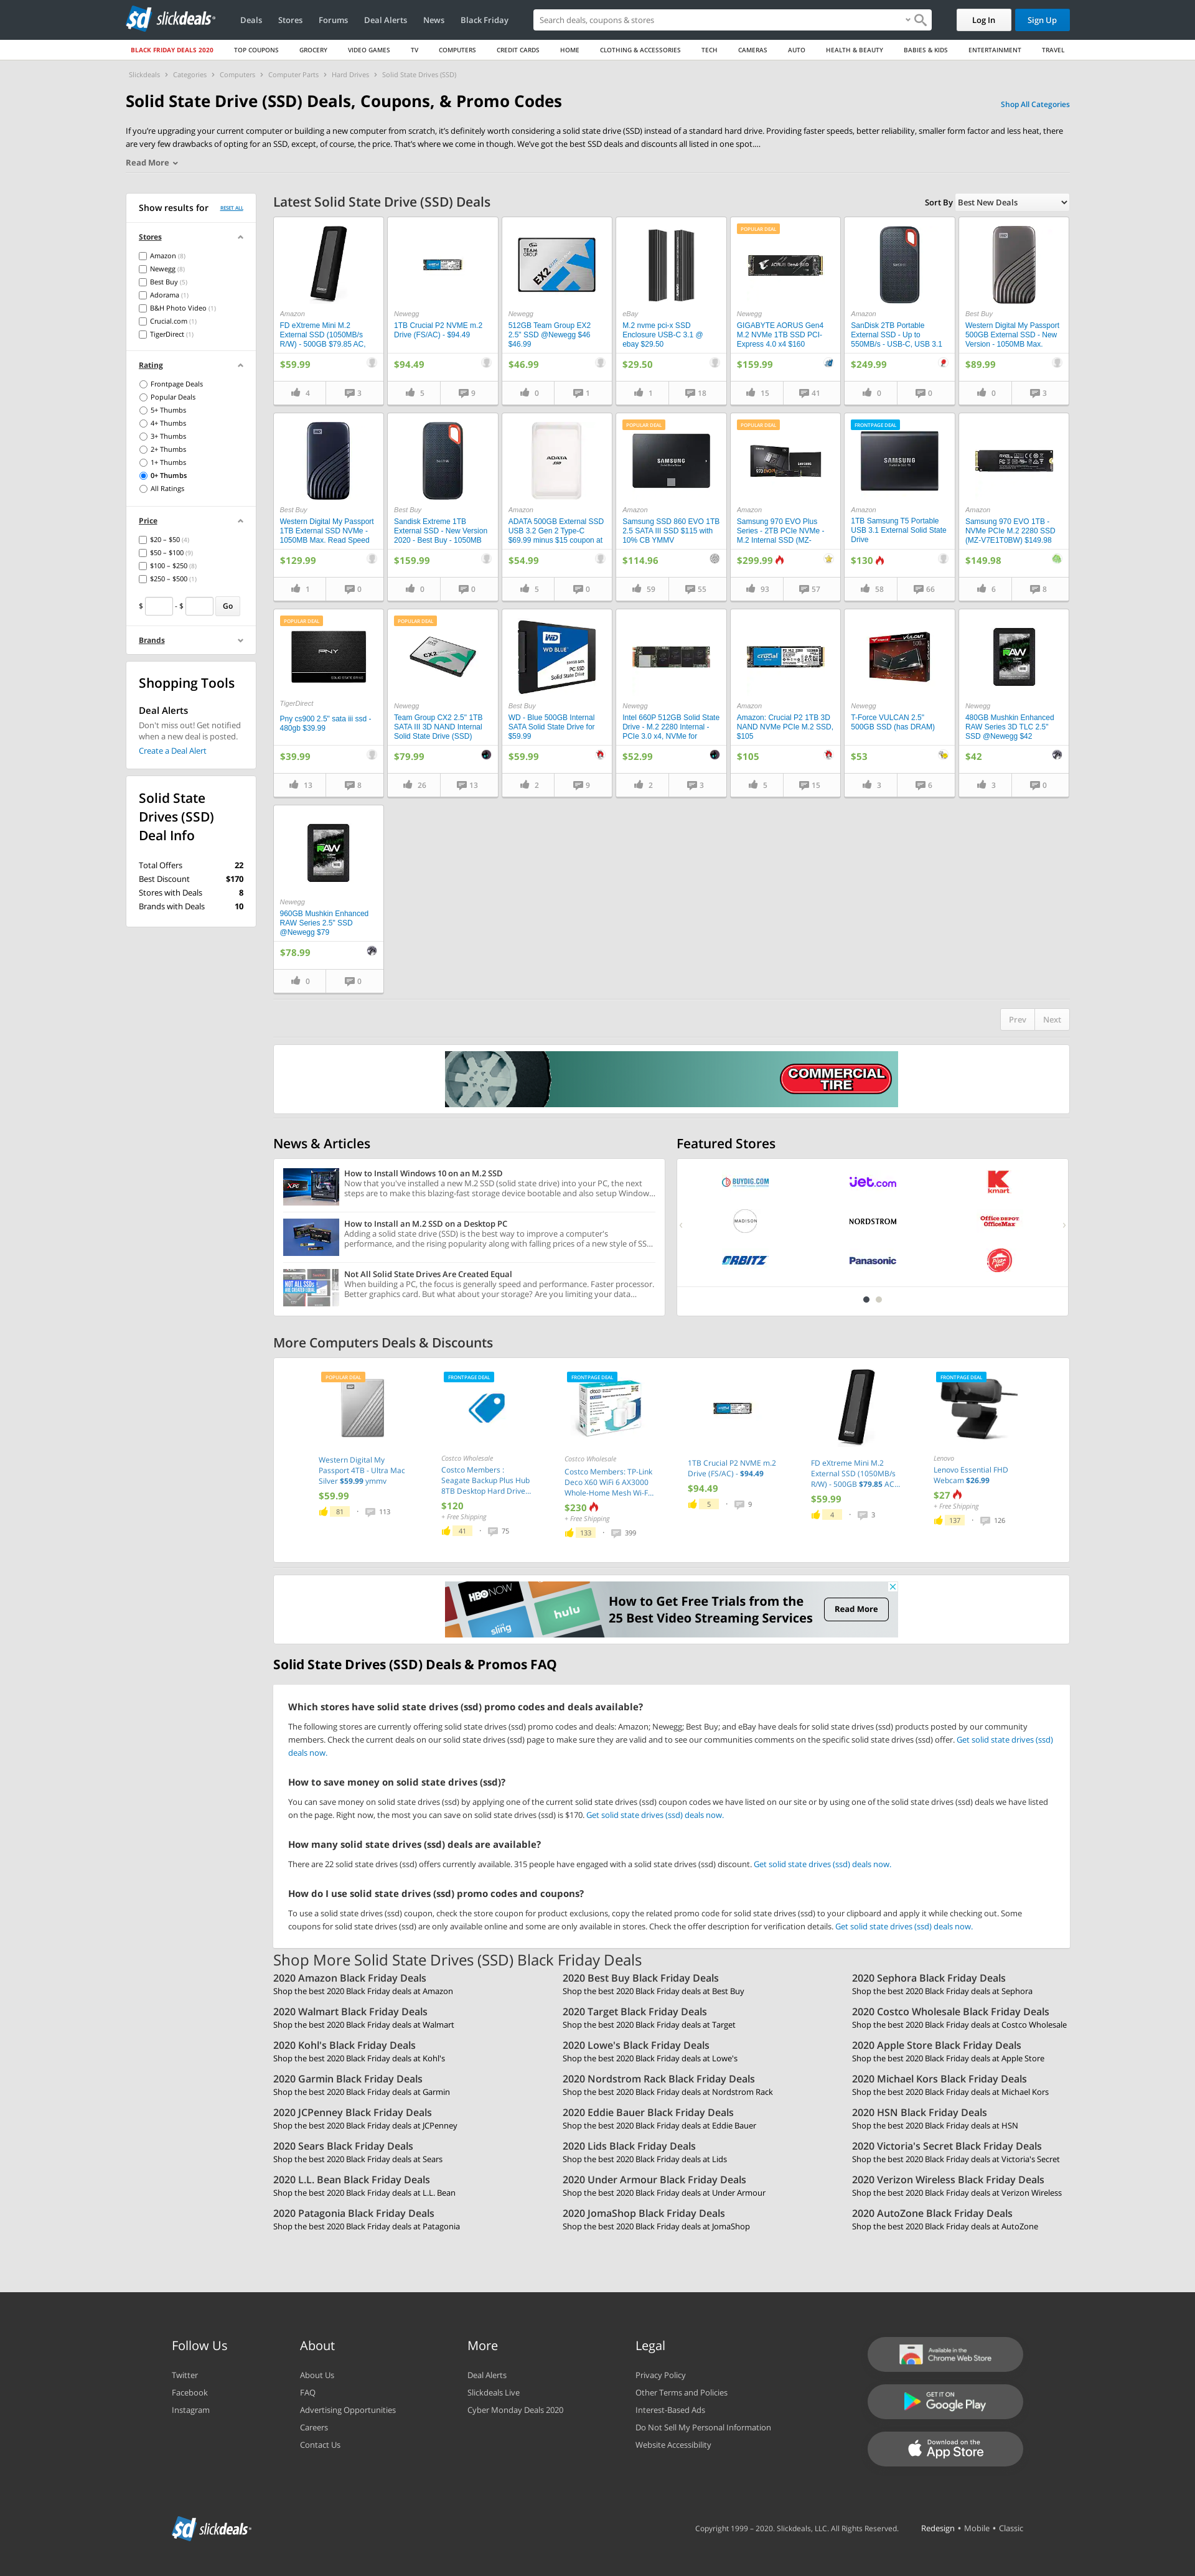 slickdeals
Deals Stores Forums Deal Alerts News Black Friday
Search deals, coupons & stores
Log In Sign Up
BLACK FRIDAY DEALS 2020 TOP COUPONS GROCERY VIDEO GAMES TV COMPUTERS CREDIT CARDS HOME CLOTHING & ACCESSORIES TECH CAMERAS AUTO HEALTH & BEAUTY BABIES & KIDS ENTERTAINMENT TRAVEL
Slickdeals > Categories > Computers > Computer Parts > Hard Drives > Solid State Drives (SSD)
Solid State Drive (SSD) Deals, Coupons, & Promo Codes
Shop All Categories
If you're upgrading your current computer or building a new computer from scratch, it's definitely worth considering a solid state drive (SSD) instead of a standard hard drive. Providing faster speeds, better reliability, smaller form factor and less heat, there
are very few drawbacks of opting for an SSD, except, of course, the price. That's where we come in though. We've got the best SSD deals and discounts all listed in one spot....
Read More
Show results for RESET ALL
Stores
Amazon (8)
Newegg (8)
Best Buy (5)
Adorama (1)
B&H Photo Video (1)
Crucial.com (1)
TigerDirect (1)
Rating
Frontpage Deals
Popular Deals
5+ Thumbs
4+ Thumbs
3+ Thumbs
2+ Thumbs
1+ Thumbs
0+ Thumbs
All Ratings
Price
$20 – $50 (4)
$50 – $100 (9)
$100 – $250 (8)
$250 – $500 (1)
$ - $ Go
Brands
Shopping Tools
Deal Alerts
Don't miss out! Get notified
when a new deal is posted.
Create a Deal Alert
Solid State
Drives (SSD)
Deal Info
Total Offers 22
Best Discount $170
Stores with Deals 8
Brands with Deals 10
Latest Solid State Drive (SSD) Deals
Sort By Best New Deals
Amazon
FD eXtreme Mini M.2
External SSD (1050MB/s
R/W) - 500GB $79.85 AC,
$59.99
4 3
Newegg
1TB Crucial P2 NVME m.2
Drive (FS/AC) - $94.49
$94.49
5 9
Newegg
512GB Team Group EX2
2.5" SSD @Newegg $46
$46.99
$46.99
0 1
eBay
M.2 nvme pci-x SSD
Enclosure USB-C 3.1 @
ebay $29.50
$29.50
1 18
POPULAR DEAL
Newegg
GIGABYTE AORUS Gen4
M.2 NVMe 1TB SSD PCI-
Express 4.0 x4 $160
$159.99
15 41
Amazon
SanDisk 2TB Portable
External SSD - Up to
550MB/s - USB-C, USB 3.1
$249.99
0 0
Best Buy
Western Digital My Passport
500GB External SSD - New
Version - 1050MB Max.
$89.99
0 3
Best Buy
Western Digital My Passport
1TB External SSD NVMe -
1050MB Max. Read Speed
$129.99
1 0
Best Buy
Sandisk Extreme 1TB
External SSD - New Version
2020 - Best Buy - 1050MB
$159.99
0 0
Amazon
ADATA 500GB External SSD
USB 3.2 Gen 2 Type-C
$69.99 minus $15 coupon at
$54.99
5 0
POPULAR DEAL
Amazon
Samsung SSD 860 EVO 1TB
2.5 SATA III SSD $115 with
10% CB YMMV
$114.96
59 55
POPULAR DEAL
Amazon
Samsung 970 EVO Plus
Series - 2TB PCIe NVMe -
M.2 Internal SSD (MZ-
$299.99
93 57
FRONTPAGE DEAL
Amazon
1TB Samsung T5 Portable
USB 3.1 External Solid State
Drive
$130
58 66
Amazon
Samsung 970 EVO 1TB -
NVMe PCIe M.2 2280 SSD
(MZ-V7E1T0BW) $149.98
$149.98
6 8
POPULAR DEAL
TigerDirect
Pny cs900 2.5" sata iii ssd -
480gb $39.99
$39.99
13 8
POPULAR DEAL
Newegg
Team Group CX2 2.5" 1TB
SATA III 3D NAND Internal
Solid State Drive (SSD)
$79.99
26 13
Best Buy
WD - Blue 500GB Internal
SATA Solid State Drive for
$59.99
$59.99
2 9
Newegg
Intel 660P 512GB Solid State
Drive - M.2 2280 Internal -
PCIe 3.0 x4, NVMe for
$52.99
2 3
Amazon
Amazon: Crucial P2 1TB 3D
NAND NVMe PCIe M.2 SSD,
$105
$105
5 15
Newegg
T-Force VULCAN 2.5"
500GB SSD (has DRAM)
$53
3 6
Newegg
480GB Mushkin Enhanced
RAW Series 3D TLC 2.5"
SSD @Newegg $42
$42
3 0
Newegg
960GB Mushkin Enhanced
RAW Series 2.5" SSD
@Newegg $79
$78.99
0 0
Prev Next
COMMERCIAL
TIRE
News & Articles
How to Install Windows 10 on an M.2 SSD
Now that you've installed a new M.2 SSD (solid state drive) into your PC, the next
steps are to make this blazing-fast storage device bootable and also setup Window...
How to Install an M.2 SSD on a Desktop PC
Adding a solid state drive (SSD) is the best way to improve a computer's
performance, and the rising popularity along with falling prices of a new style of SS...
Not All Solid State Drives Are Created Equal
When building a PC, the focus is generally speed and performance. Faster processor.
Better graphics card. But what about your storage? Are you limiting your data...
Featured Stores
BUYDIG.COM jet.com kmart
MADISON NORDSTROM Office DEPOT OfficeMax
ORBITZ Panasonic Pizza Hut
More Computers Deals & Discounts
POPULAR DEAL
Western Digital My
Passport 4TB - Ultra Mac
Silver $59.99 ymmv
$59.99
81 · 113
FRONTPAGE DEAL
Costco Wholesale
Costco Members :
Seagate Backup Plus Hub
8TB Desktop Hard Drive...
$120
+ Free Shipping
41 · 75
FRONTPAGE DEAL
Costco Wholesale
Costco Members: TP-Link
Deco X60 WiFi 6 AX3000
Whole-Home Mesh Wi-F...
$230
+ Free Shipping
133 · 399
1TB Crucial P2 NVME m.2
Drive (FS/AC) - $94.49
$94.49
5 · 9
FD eXtreme Mini M.2
External SSD (1050MB/s
R/W) - 500GB $79.85 AC...
$59.99
4 · 3
FRONTPAGE DEAL
Lenovo
Lenovo Essential FHD
Webcam $26.99
$27
+ Free Shipping
137 · 126
HBO NOW
sling
hulu
How to Get Free Trials from the
25 Best Video Streaming Services
Read More
Solid State Drives (SSD) Deals & Promos FAQ
Which stores have solid state drives (ssd) promo codes and deals available?
The following stores are currently offering solid state drives (ssd) promo codes and deals: Amazon; Newegg; Best Buy; and eBay have deals for solid state drives (ssd) products posted by our community
members. Check the current deals on our solid state drives (ssd) page to make sure they are valid and to see our communities comments on the specific solid state drives (ssd) offer. Get solid state drives (ssd)
deals now.
How to save money on solid state drives (ssd)?
You can save money on solid state drives (ssd) by applying one of the current solid state drives (ssd) coupon codes we have listed on our site or by using one of the solid state drives (ssd) deals we have listed
on the page. Right now, the most you can save on solid state drives (ssd) is $170. Get solid state drives (ssd) deals now.
How many solid state drives (ssd) deals are available?
There are 22 solid state drives (ssd) offers currently available. 315 people have engaged with a solid state drives (ssd) discount. Get solid state drives (ssd) deals now.
How do I use solid state drives (ssd) promo codes and coupons?
To use a solid state drives (ssd) coupon, check the store coupon for product exclusions, copy the related promo code for solid state drives (ssd) to your clipboard and apply it while checking out. Some
coupons for solid state drives (ssd) are only available online and some are only available in stores. Check the offer description for verification details. Get solid state drives (ssd) deals now.
Shop More Solid State Drives (SSD) Black Friday Deals
2020 Amazon Black Friday Deals
Shop the best 2020 Black Friday deals at Amazon
2020 Best Buy Black Friday Deals
Shop the best 2020 Black Friday deals at Best Buy
2020 Sephora Black Friday Deals
Shop the best 2020 Black Friday deals at Sephora
2020 Walmart Black Friday Deals
Shop the best 2020 Black Friday deals at Walmart
2020 Target Black Friday Deals
Shop the best 2020 Black Friday deals at Target
2020 Costco Wholesale Black Friday Deals
Shop the best 2020 Black Friday deals at Costco Wholesale
2020 Kohl's Black Friday Deals
Shop the best 2020 Black Friday deals at Kohl's
2020 Lowe's Black Friday Deals
Shop the best 2020 Black Friday deals at Lowe's
2020 Apple Store Black Friday Deals
Shop the best 2020 Black Friday deals at Apple Store
2020 Garmin Black Friday Deals
Shop the best 2020 Black Friday deals at Garmin
2020 Nordstrom Rack Black Friday Deals
Shop the best 2020 Black Friday deals at Nordstrom Rack
2020 Michael Kors Black Friday Deals
Shop the best 2020 Black Friday deals at Michael Kors
2020 JCPenney Black Friday Deals
Shop the best 2020 Black Friday deals at JCPenney
2020 Eddie Bauer Black Friday Deals
Shop the best 2020 Black Friday deals at Eddie Bauer
2020 HSN Black Friday Deals
Shop the best 2020 Black Friday deals at HSN
2020 Sears Black Friday Deals
Shop the best 2020 Black Friday deals at Sears
2020 Lids Black Friday Deals
Shop the best 2020 Black Friday deals at Lids
2020 Victoria's Secret Black Friday Deals
Shop the best 2020 Black Friday deals at Victoria's Secret
2020 L.L. Bean Black Friday Deals
Shop the best 2020 Black Friday deals at L.L. Bean
2020 Under Armour Black Friday Deals
Shop the best 2020 Black Friday deals at Under Armour
2020 Verizon Wireless Black Friday Deals
Shop the best 2020 Black Friday deals at Verizon Wireless
2020 Patagonia Black Friday Deals
Shop the best 2020 Black Friday deals at Patagonia
2020 JomaShop Black Friday Deals
Shop the best 2020 Black Friday deals at JomaShop
2020 AutoZone Black Friday Deals
Shop the best 2020 Black Friday deals at AutoZone
Follow Us
Twitter
Facebook
Instagram
About
About Us
FAQ
Advertising Opportunities
Careers
Contact Us
More
Deal Alerts
Slickdeals Live
Cyber Monday Deals 2020
Legal
Privacy Policy
Other Terms and Policies
Interest-Based Ads
Do Not Sell My Personal Information
Website Accessibility
Available in the
Chrome Web Store
GET IT ON
Google Play
Download on the
App Store
slickdeals
Copyright 1999 – 2020. Slickdeals, LLC. All Rights Reserved. Redesign • Mobile • Classic